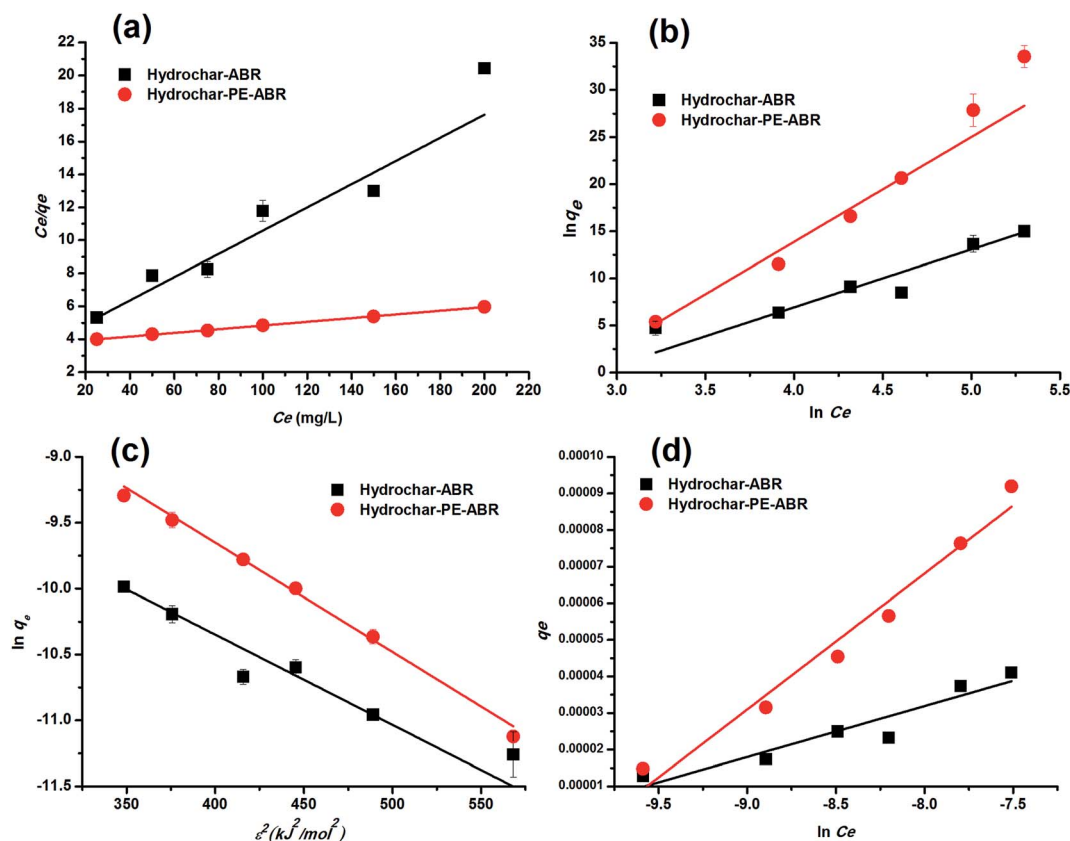 (a)
22
20
18
16
14
12
10
8
6
4
2
Ce/qe
Hydrochar-ABR
Hydrochar-PE-ABR
20 40 60 80 100 120 140 160 180 200 220
Ce (mg/L)
(b)
35
30
25
20
15
10
5
0
ln qe
Hydrochar-ABR
Hydrochar-PE-ABR
3.0 3.5 4.0 4.5 5.0 5.5
ln Ce
(c)
-9.0
-9.5
-10.0
-10.5
-11.0
-11.5
ln qe
Hydrochar-ABR
Hydrochar-PE-ABR
350 400 450 500 550
ε²(kJ²/mol²)
(d)
0.00010
0.00009
0.00008
0.00007
0.00006
0.00005
0.00004
0.00003
0.00002
0.00001
qe
Hydrochar-ABR
Hydrochar-PE-ABR
-9.5 -9.0 -8.5 -8.0 -7.5
ln Ce